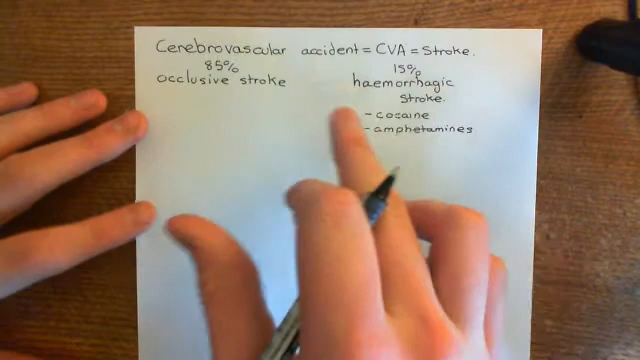 Cerebrovascular accident = CVA = Stroke.
85% 15%
occlusive stroke haemorrhagic
Stroke.
- cocaine
- amphetamines